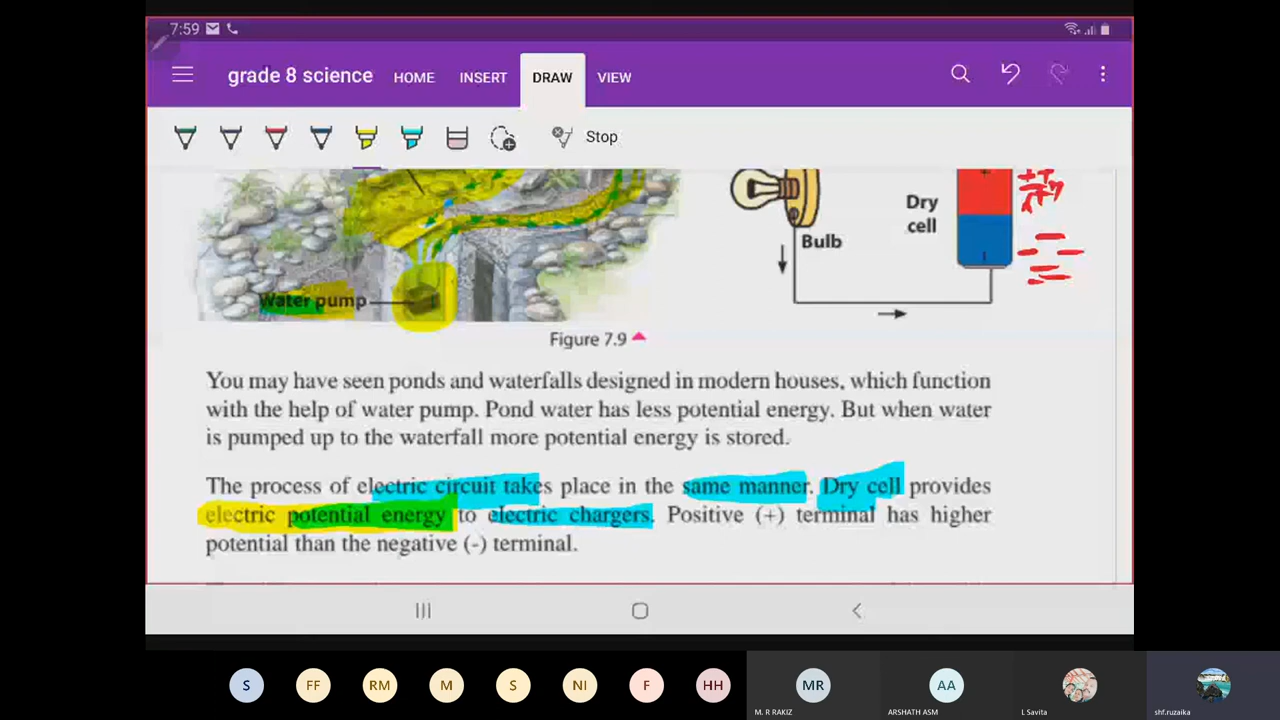 7:59
grade 8 science HOME INSERT DRAW VIEW
Stop
Dry
cell
Bulb
Water pump
Figure 7.9
You may have seen ponds and waterfalls designed in modern houses, which function
with the help of water pump. Pond water has less potential energy. But when water
is pumped up to the waterfall more potential energy is stored.
The process of electric circuit takes place in the same manner. Dry cell provides
electric potential energy to electric chargers. Positive (+) terminal has higher
potential than the negative (-) terminal.
S FF RM M S NI F HH MR AA
M. R RAKIZ ARSHATH ASM L Savita shf.ruzaika